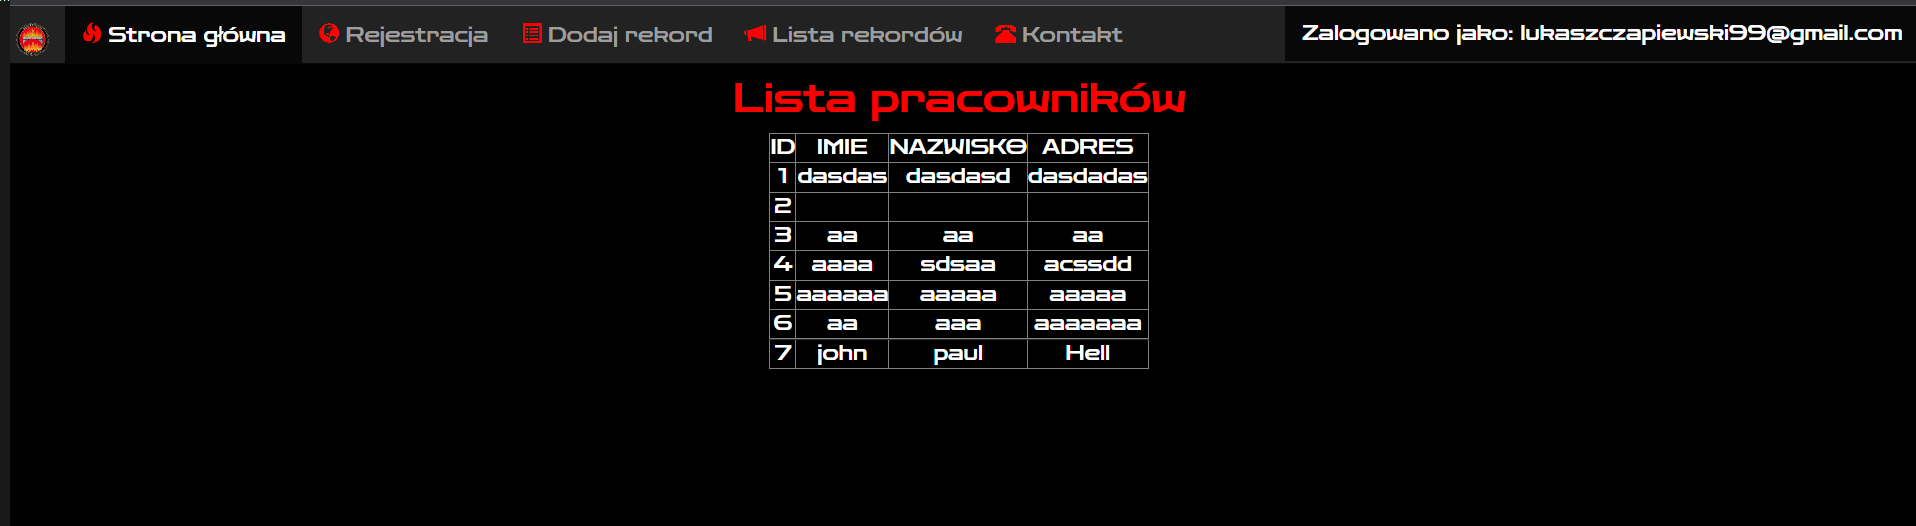 Strona główna Rejestracja Dodaj rekord Lista rekordów Kontakt Zalogowano jako: lukaszczapiewski99@gmail.com
Lista pracowników
ID IMIE NAZWISKO ADRES
1 dasdas dasdasd dasdadas
2
3 aa aa aa
4 aaaa sdsaa acssdd
5 aaaaaa aaaaa aaaaa
6 aa aaa aaaaaaa
7 john paul Hell